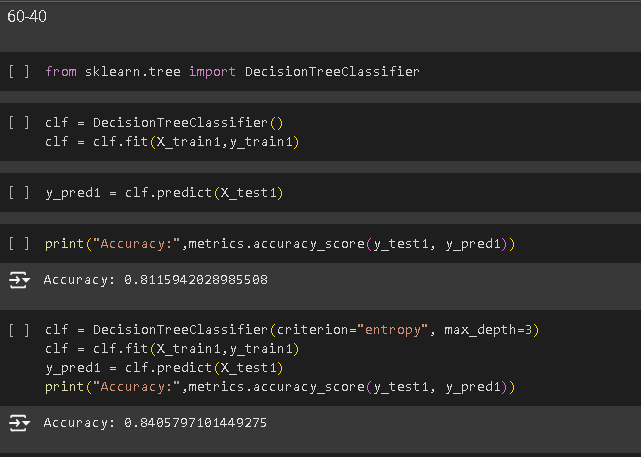 60-40
[ ] from sklearn.tree import DecisionTreeClassifier
[ ] clf = DecisionTreeClassifier()
clf = clf.fit(X_train1,y_train1)
[ ] y_pred1 = clf.predict(X_test1)
[ ] print("Accuracy:",metrics.accuracy_score(y_test1, y_pred1))
Accuracy: 0.8115942028985508
[ ] clf = DecisionTreeClassifier(criterion="entropy", max_depth=3)
clf = clf.fit(X_train1,y_train1)
y_pred1 = clf.predict(X_test1)
print("Accuracy:",metrics.accuracy_score(y_test1, y_pred1))
Accuracy: 0.8405797101449275